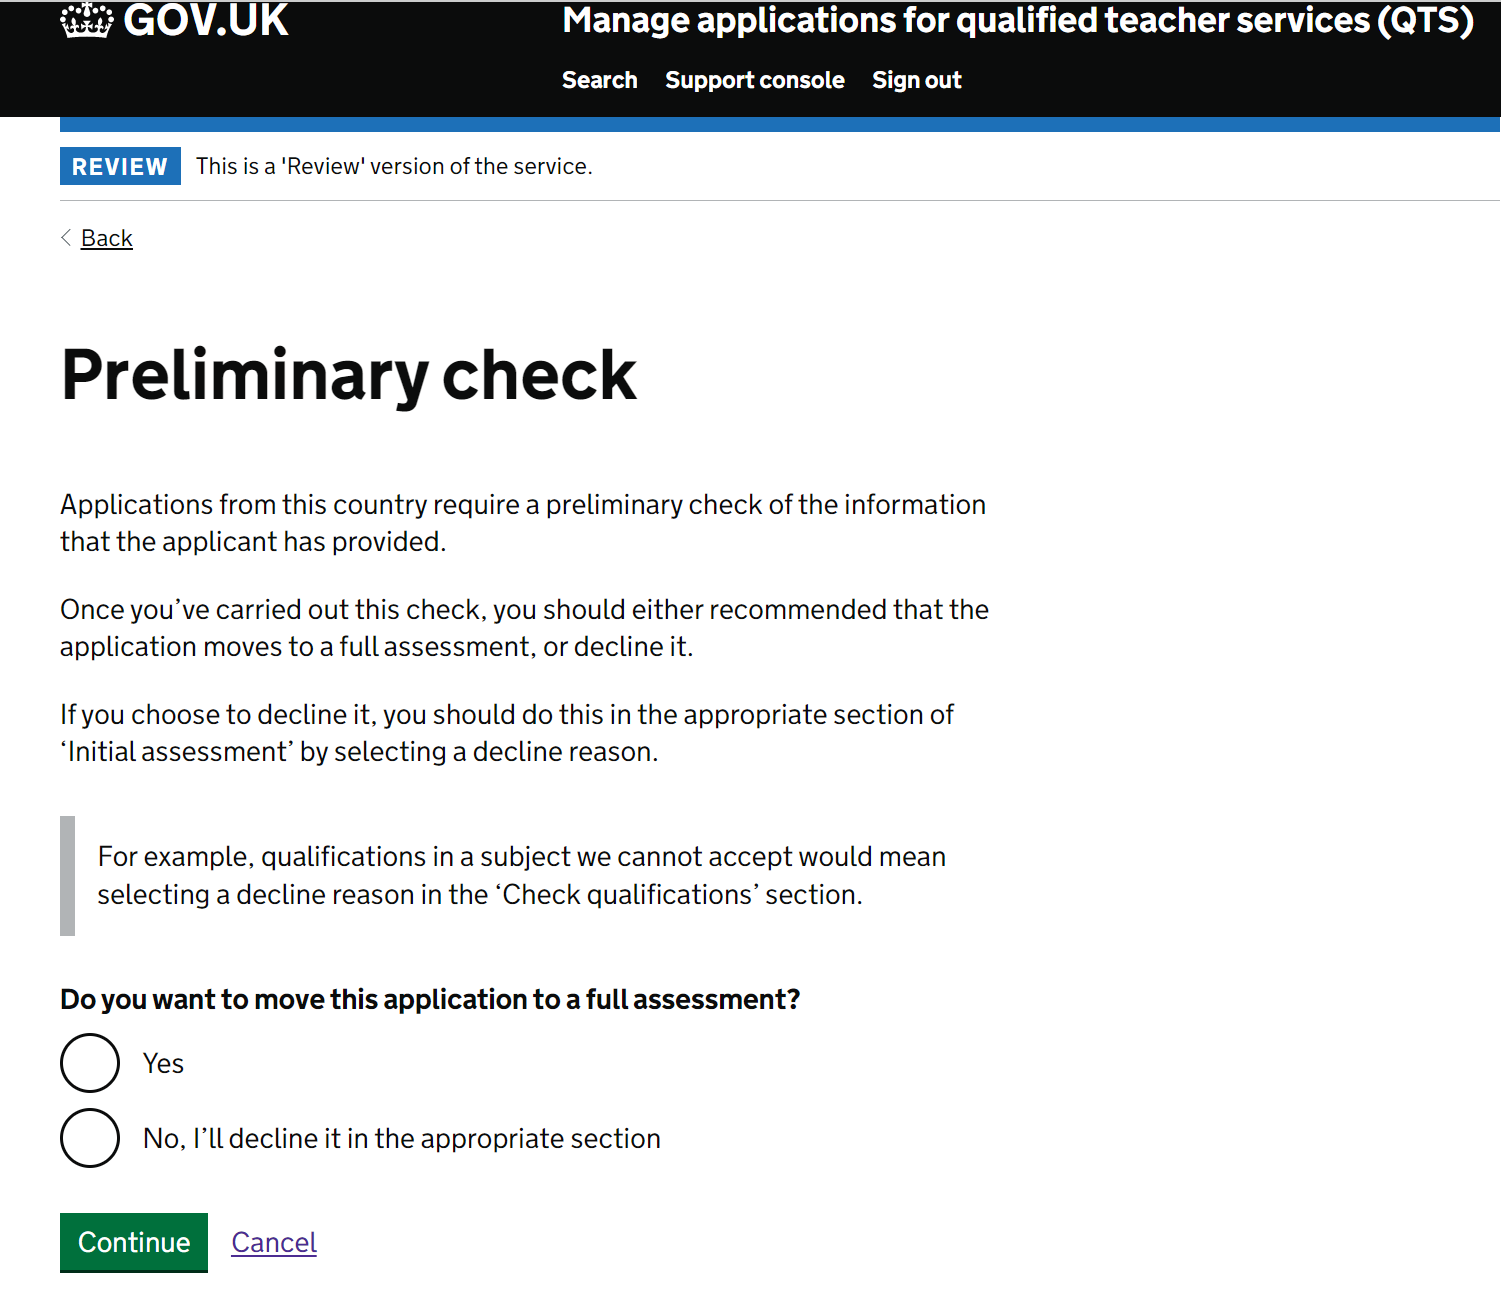 GOV.UK
Manage applications for qualified teacher services (QTS)
Search Support console Sign out
REVIEW This is a 'Review' version of the service.
Back
Preliminary check
Applications from this country require a preliminary check of the information
that the applicant has provided.
Once you’ve carried out this check, you should either recommended that the
application moves to a full assessment, or decline it.
If you choose to decline it, you should do this in the appropriate section of
‘Initial assessment’ by selecting a decline reason.
For example, qualifications in a subject we cannot accept would mean
selecting a decline reason in the ‘Check qualifications’ section.
Do you want to move this application to a full assessment?
Yes
No, I’ll decline it in the appropriate section
Continue Cancel